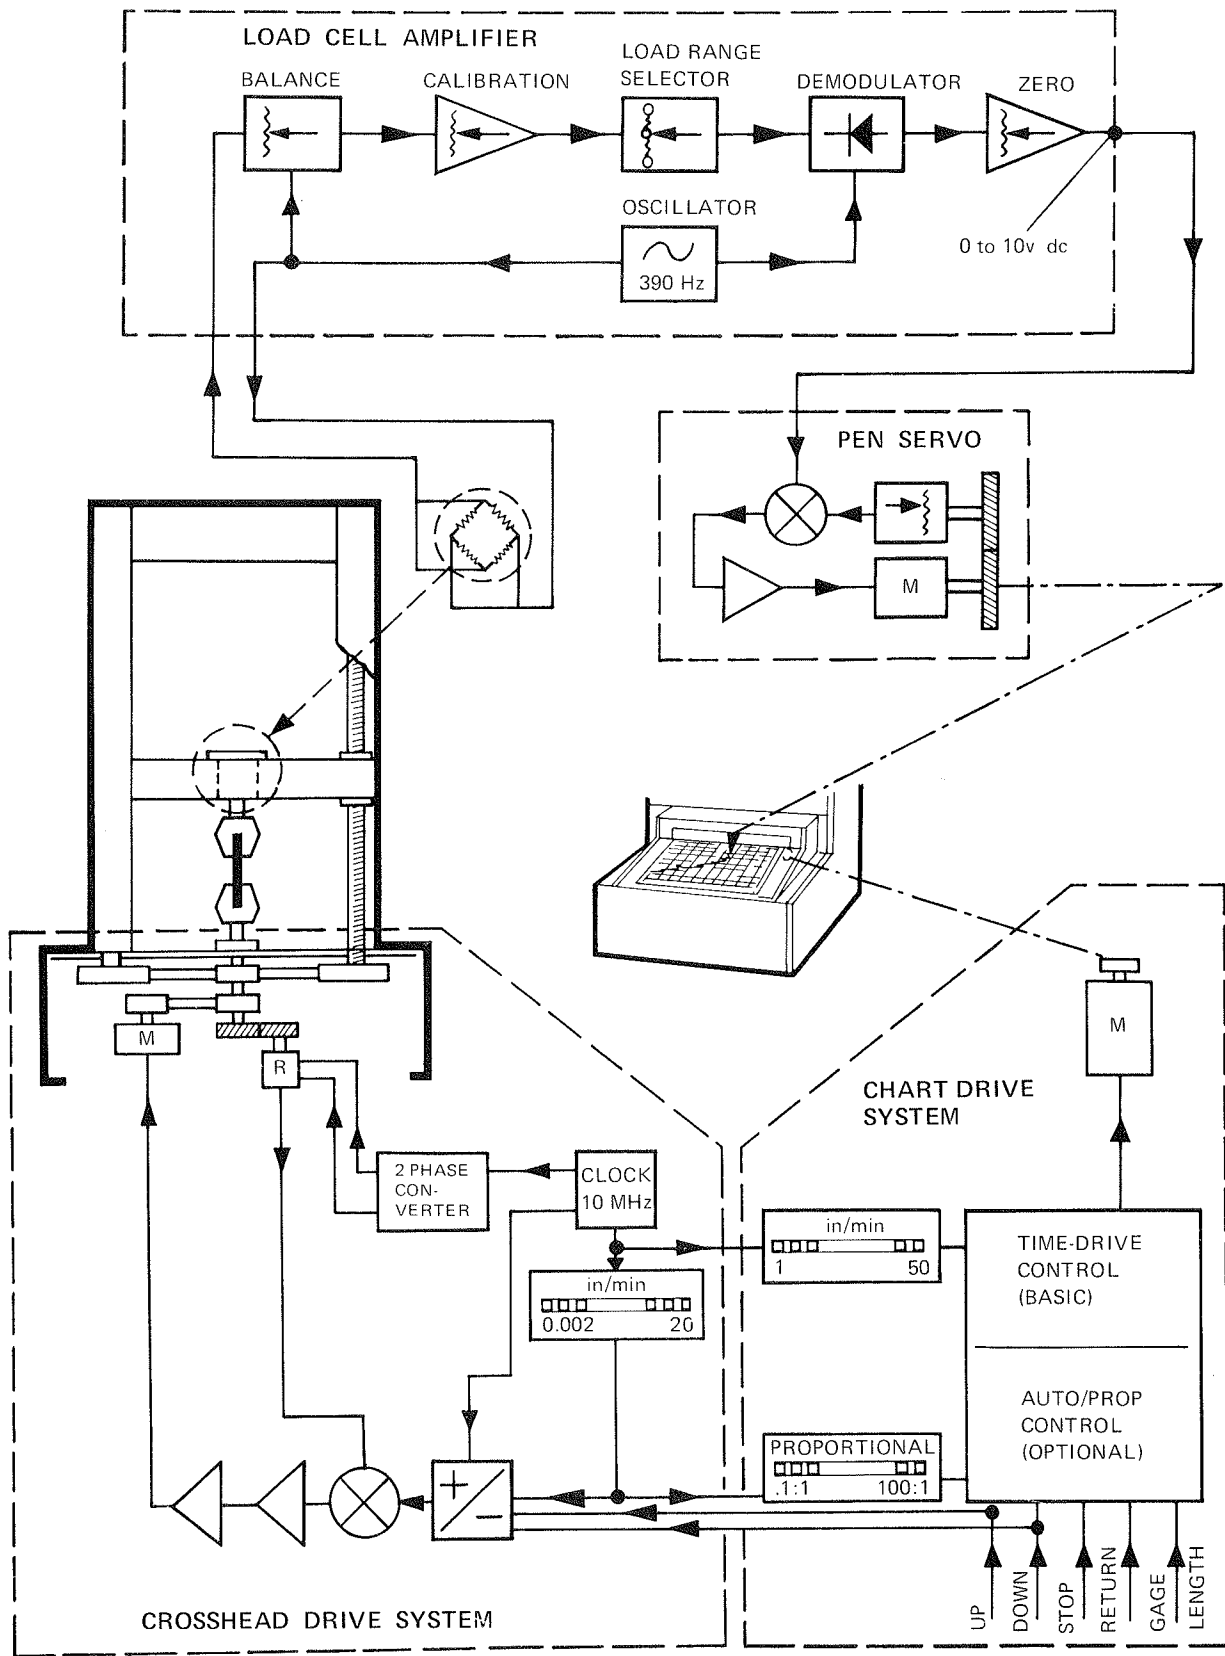 LOAD CELL AMPLIFIER
BALANCE
CALIBRATION
LOAD RANGE
SELECTOR
DEMODULATOR
ZERO
OSCILLATOR
390 Hz
0 to 10v dc
PEN SERVO
M
M
R
M
CHART DRIVE
SYSTEM
2 PHASE
CON-
VERTER
CLOCK
10 MHz
in/min
1 50
in/min
0.002 20
TIME-DRIVE
CONTROL
(BASIC)
AUTO/PROP
CONTROL
(OPTIONAL)
PROPORTIONAL
.1:1 100:1
+
−
UP
DOWN
STOP
RETURN
GAGE
LENGTH
CROSSHEAD DRIVE SYSTEM